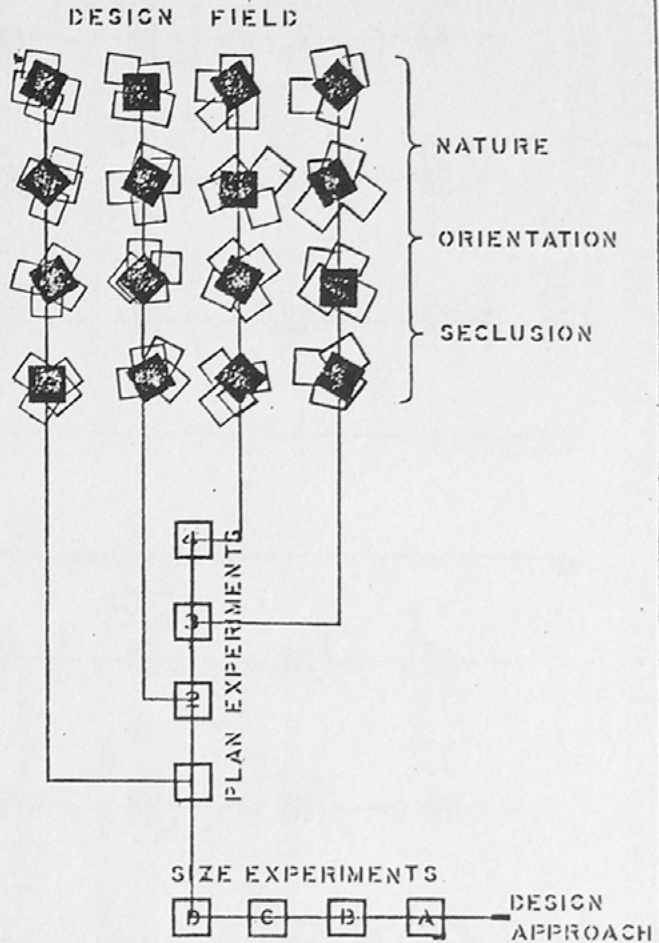 DESIGN FIELD
NATURE
ORIENTATION
SECLUSION
4
3
2
PLAN EXPERIMENTS
SIZE EXPERIMENTS
D C B A
DESIGN
APPROACH